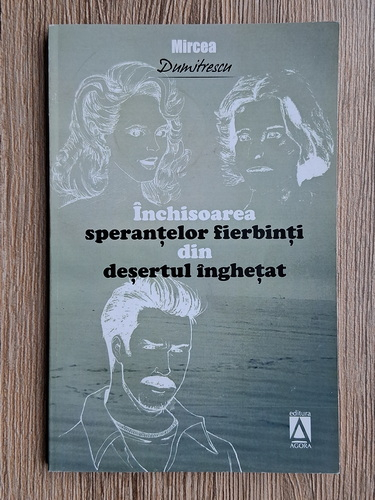 Mircea
Dumitrescu
Închisoarea
speranțelor fierbinți
din
deșertul înghețat
editura
AGORA